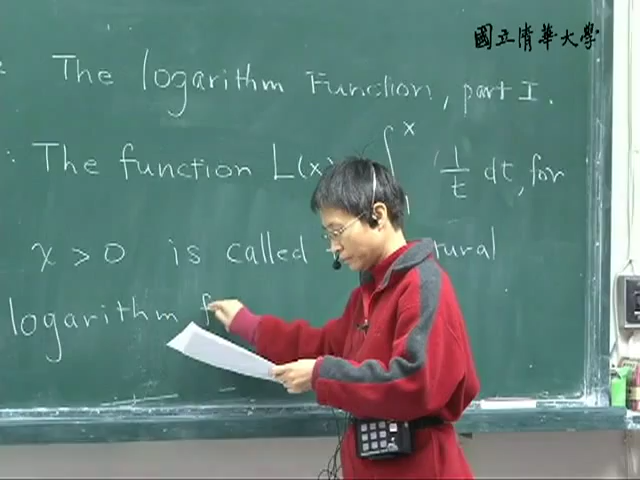 國立清華大學
The logarithm Function, part I.
: The function L(x) ∫ 1/t dt, for
x > 0 is called tural
logarithm f